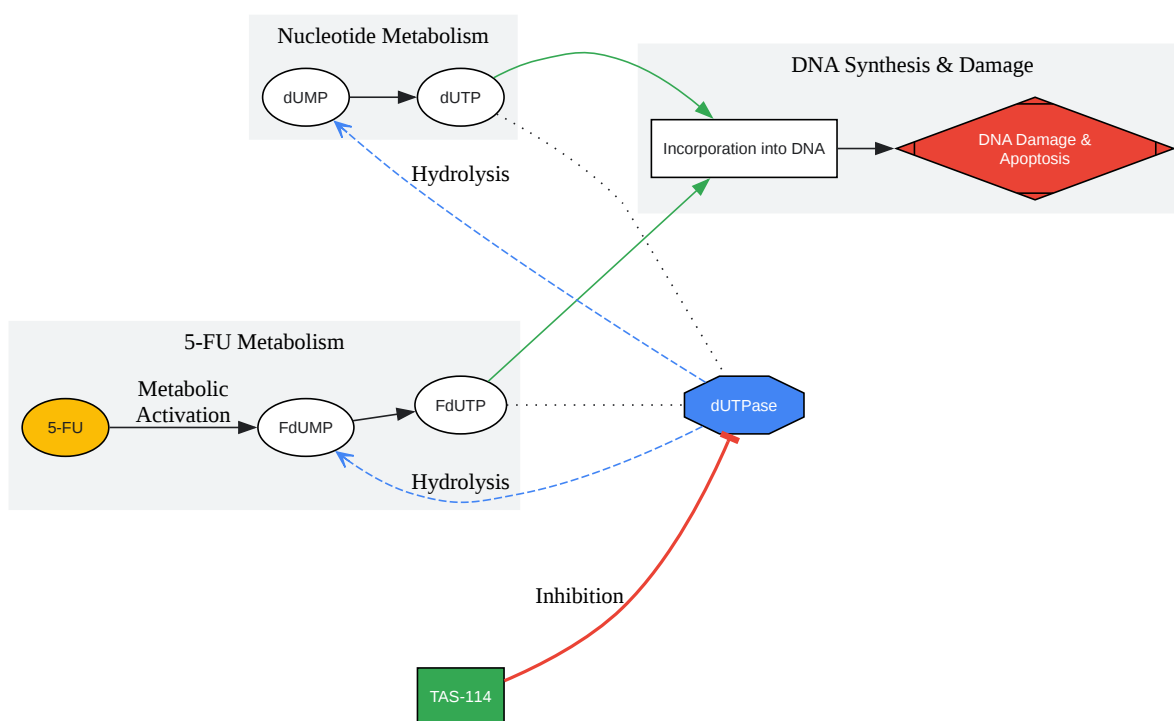 Nucleotide Metabolism
dUMP
dUTP
DNA Synthesis & Damage
Incorporation into DNA
DNA Damage &
Apoptosis
Hydrolysis
5-FU Metabolism
Metabolic
Activation
5-FU
FdUMP
FdUTP
dUTPase
Hydrolysis
Inhibition
TAS-114